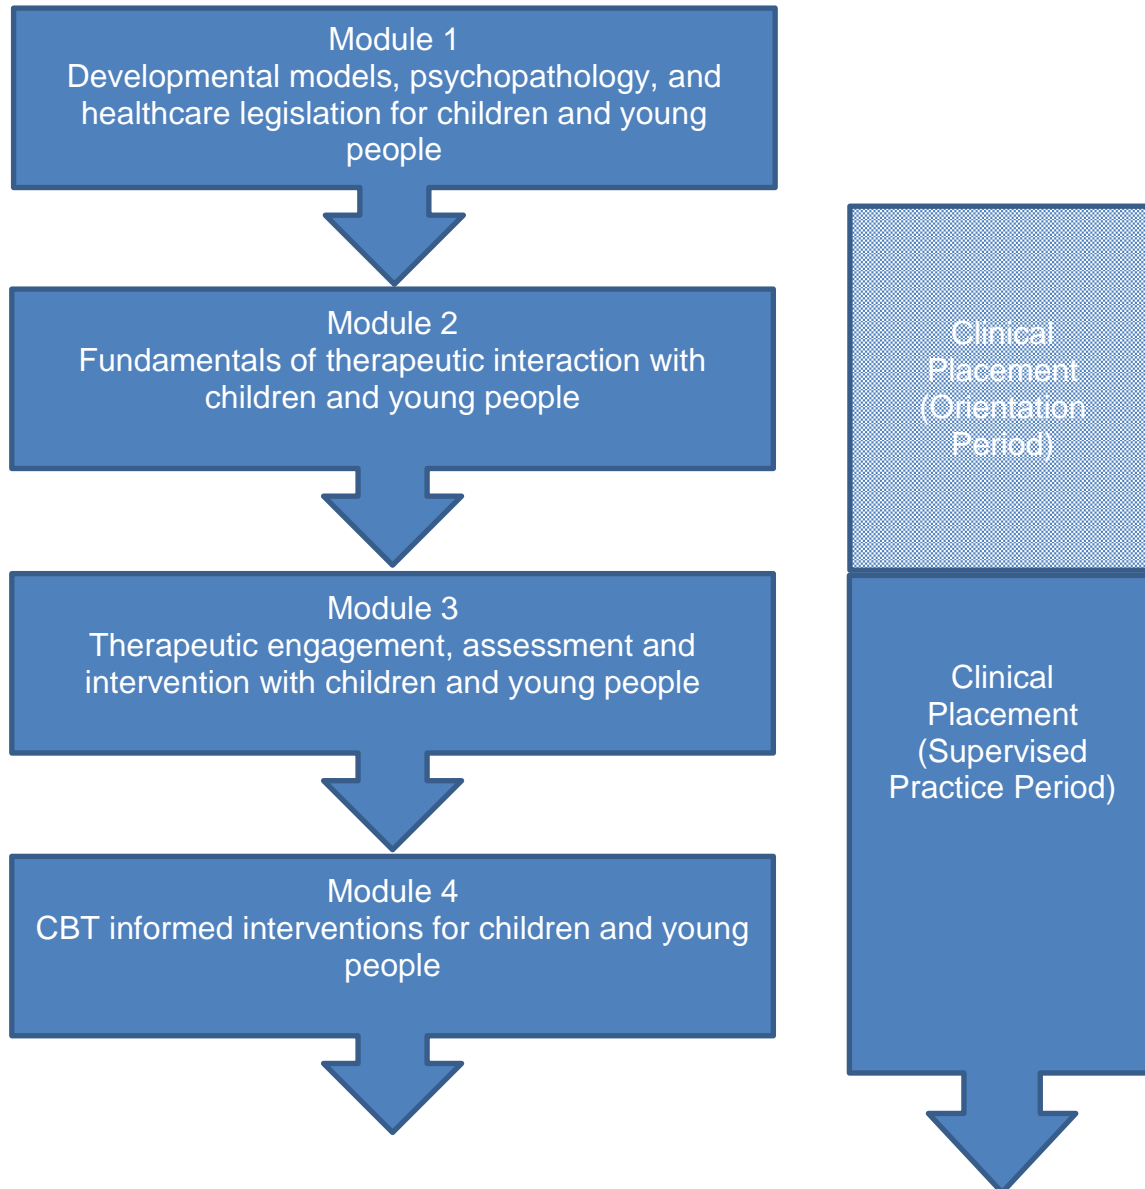 Module 1
Developmental models, psychopathology, and
healthcare legislation for children and young
people
Module 2
Fundamentals of therapeutic interaction with
children and young people
Module 3
Therapeutic engagement, assessment and
intervention with children and young people
Module 4
CBT informed interventions for children and young
people
Clinical
Placement
(Orientation
Period)
Clinical
Placement
(Supervised
Practice Period)